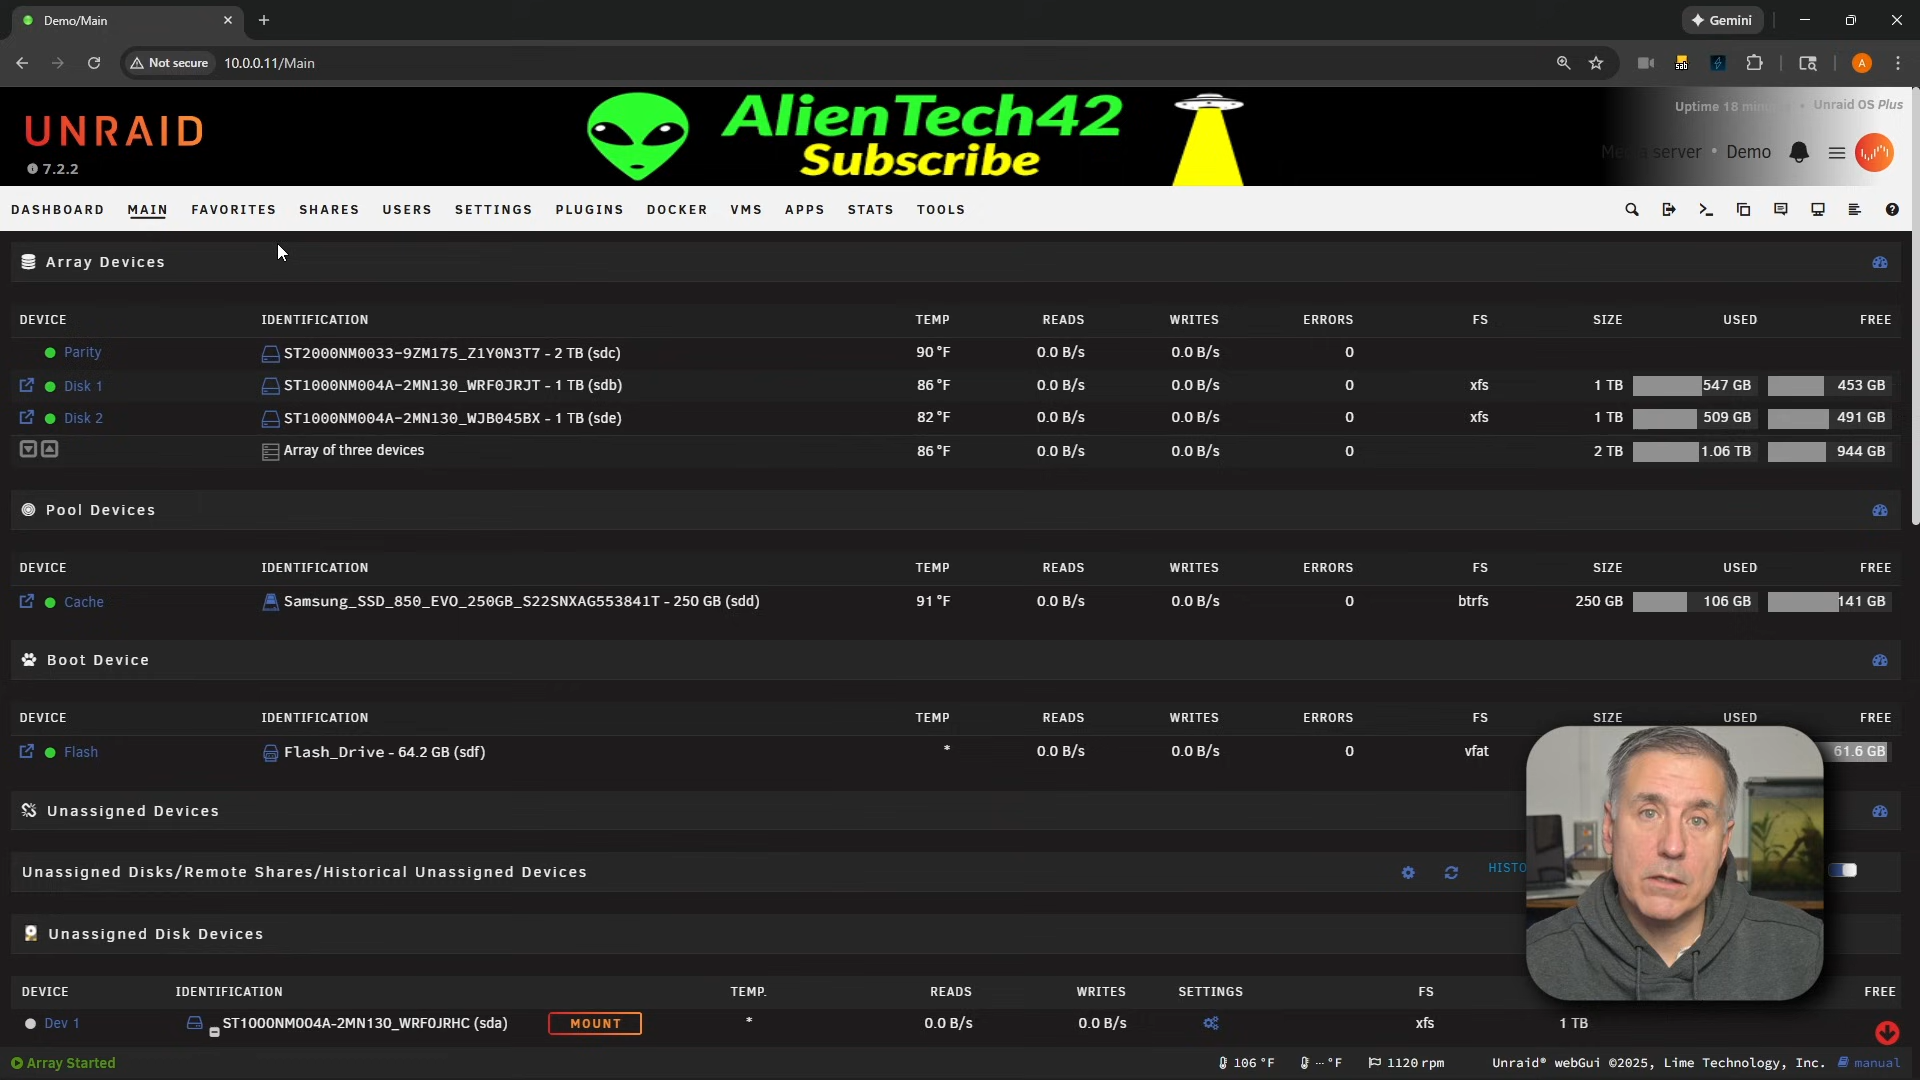 Demo/Main
Gemini
Not secure
10.0.0.11/Main
sab
A
UNRAID
7.2.2
AlienTech42
Subscribe
Uptime 18
• Unraid OS Plus
server • Demo
DASHBOARD MAIN FAVORITES SHARES USERS SETTINGS PLUGINS DOCKER VMS APPS STATS TOOLS
Array Devices
DEVICE IDENTIFICATION TEMP READS WRITES ERRORS FS SIZE USED FREE
Parity ST2000NM0033-9ZM175_Z1Y0N3T7 - 2 TB (sdc) 90 °F 0.0 B/s 0.0 B/s 0
Disk 1 ST1000NM004A-2MN130_WRF0JRJT - 1 TB (sdb) 86 °F 0.0 B/s 0.0 B/s 0 xfs 1 TB 547 GB 453 GB
Disk 2 ST1000NM004A-2MN130_WJB045BX - 1 TB (sde) 82 °F 0.0 B/s 0.0 B/s 0 xfs 1 TB 509 GB 491 GB
Array of three devices 86 °F 0.0 B/s 0.0 B/s 0 2 TB 1.06 TB 944 GB
Pool Devices
DEVICE IDENTIFICATION TEMP READS WRITES ERRORS FS SIZE USED FREE
Cache Samsung_SSD_850_EVO_250GB_S22SNXAG553841T - 250 GB (sdd) 91 °F 0.0 B/s 0.0 B/s 0 btrfs 250 GB 106 GB 141 GB
Boot Device
DEVICE IDENTIFICATION TEMP READS WRITES ERRORS FS SIZE USED FREE
Flash Flash_Drive - 64.2 GB (sdf) * 0.0 B/s 0.0 B/s 0 vfat 61.6 GB
Unassigned Devices
Unassigned Disks/Remote Shares/Historical Unassigned Devices
HISTO
Unassigned Disk Devices
DEVICE IDENTIFICATION TEMP. READS WRITES SETTINGS FS FREE
Dev 1 ST1000NM004A-2MN130_WRF0JRHC (sda) MOUNT * 0.0 B/s 0.0 B/s xfs 1 TB
Array Started
106 °F -- °F 1120 rpm Unraid® webGui ©2025, Lime Technology, Inc. manual